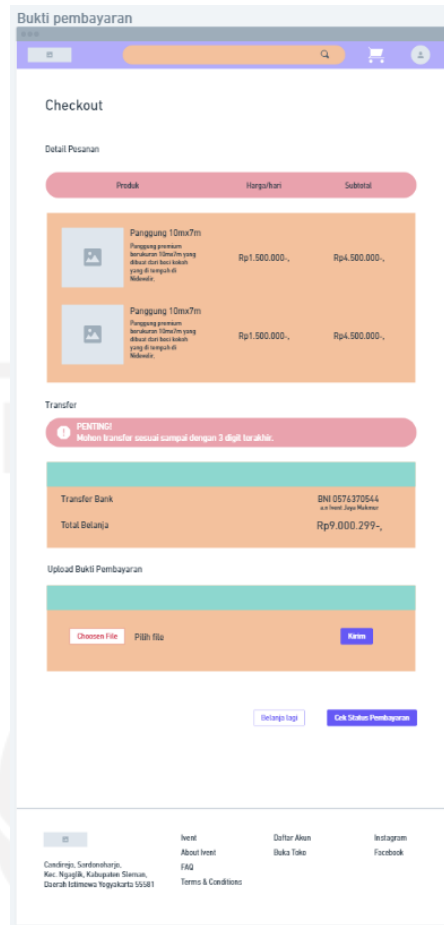 Bukti pembayaran
Checkout
Detail Pesanan
Produk Harga/hari Subtotal
Panggung 10mx7m
Panggung premium
berukuran 10mx7m yang
dibuat dari besi kokoh
yang di tempah di
Rp1.500.000-, Rp4.500.000-,
Panggung 10mx7m
Panggung premium
berukuran 10mx7m yang
dibuat dari besi kokoh
yang di tempah di
Rp1.500.000-, Rp4.500.000-,
Transfer
PENTING!
Mohon transfer sesuai sampai dengan 3 digit terakhir.
Transfer Bank BNI 0576370544
a.n Ivent Jaya Makmur
Total Belanja Rp9.000.299-,
Upload Bukti Pembayaran
Choosen File Pilih file Kirim
Belanja lagi Cek Status Pembayaran
Candirejo, Sardonoharjo,
Kec. Ngaglik, Kabupaten Sleman,
Daerah Istimewa Yogyakarta 55581
Ivent
About Ivent
FAQ
Terms & Conditions
Daftar Akun
Buka Toko
Instagram
Facebook